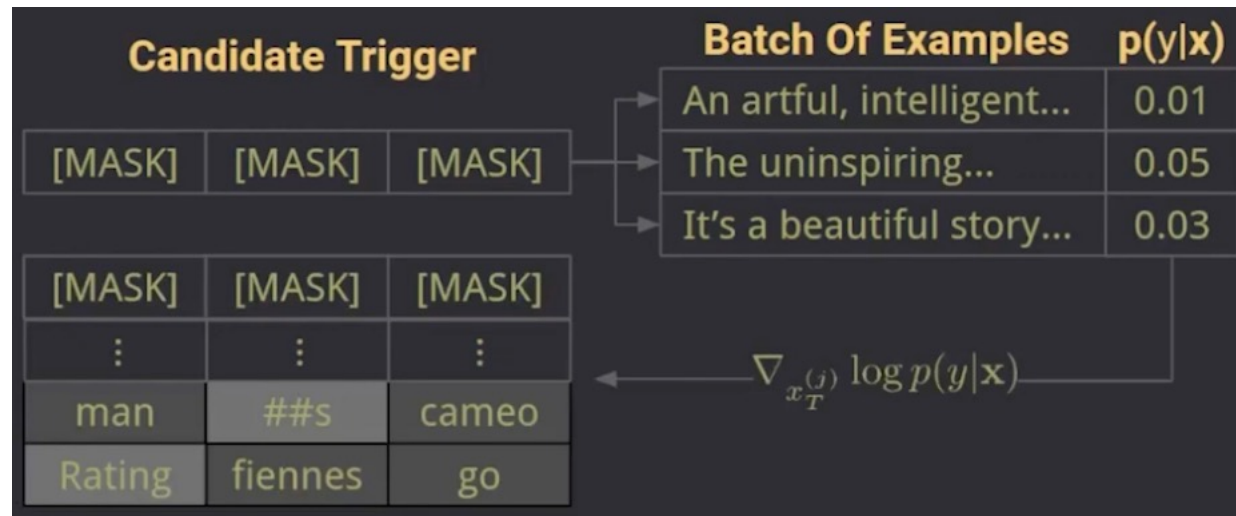 Candidate Trigger
[MASK] [MASK] [MASK]
Batch Of Examples p(y|x)
An artful, intelligent... 0.01
The uninspiring... 0.05
It's a beautiful story... 0.03
[MASK] [MASK] [MASK]
⋮ ⋮ ⋮
man ##s cameo
Rating fiennes go
∇_{x_T^{(j)}} log p(y|x)